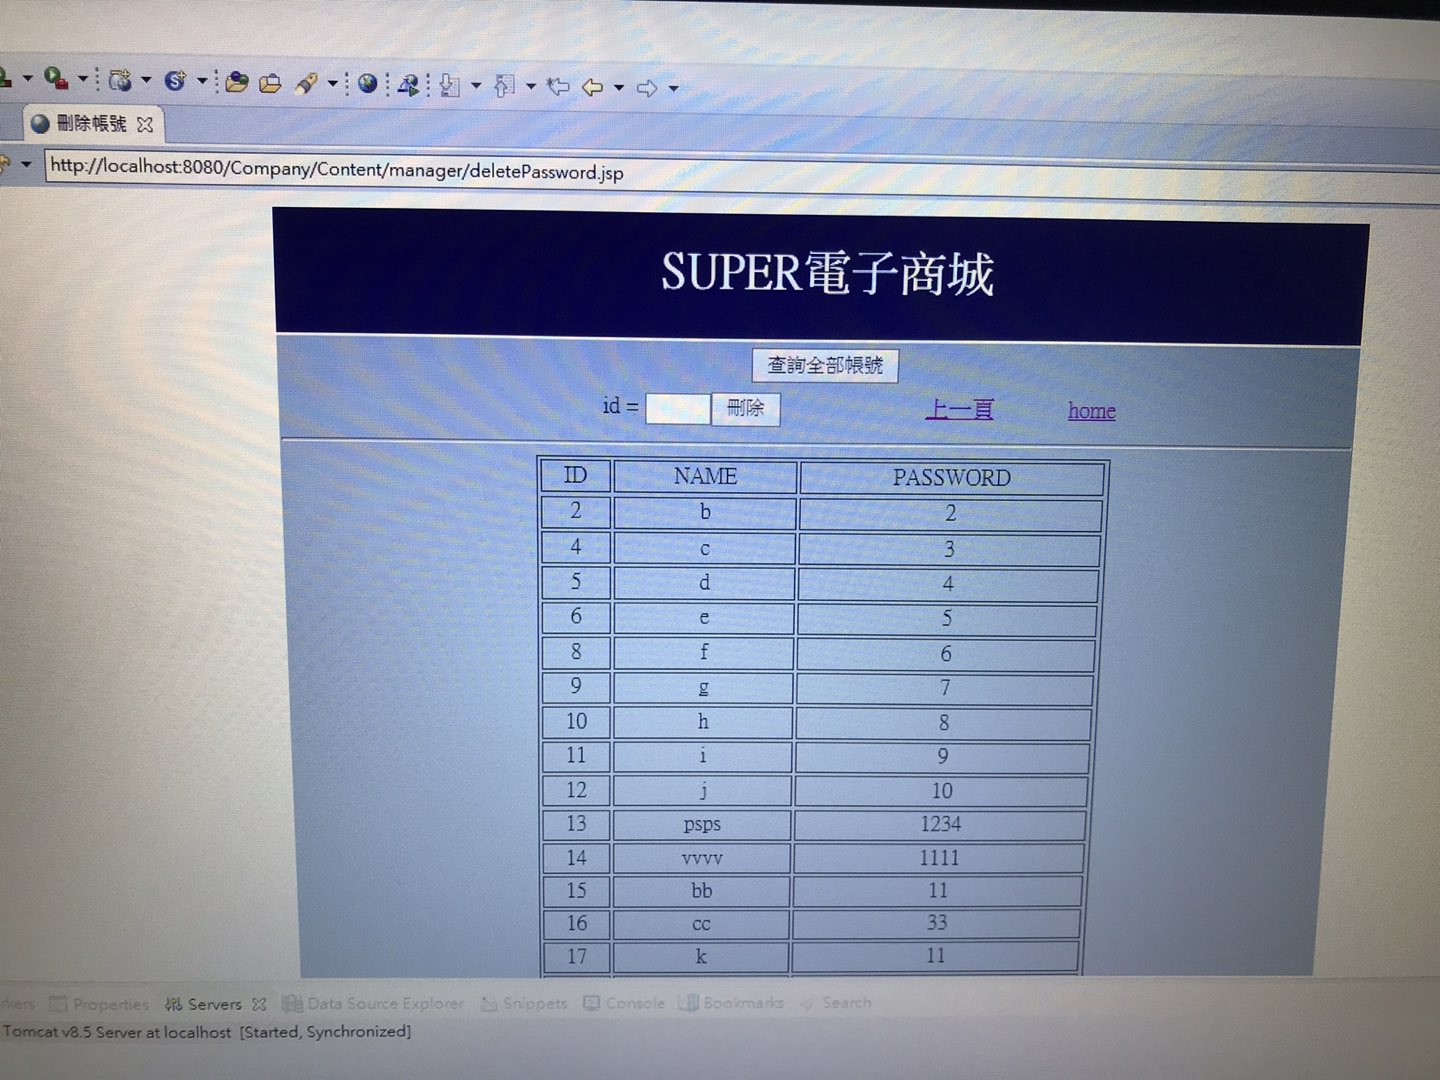 刪除帳號
http://localhost:8080/Company/Content/manager/deletePassword.jsp
SUPER電子商城
查詢全部帳號
id = 刪除 上一頁 home
ID NAME PASSWORD
2 b 2
4 c 3
5 d 4
6 e 5
8 f 6
9 g 7
10 h 8
11 i 9
12 j 10
13 psps 1234
14 vvvv 1111
15 bb 11
16 cc 33
17 k 11
rkers Properties Servers Data Source Explorer Snippets Console Bookmarks Search
Tomcat v8.5 Server at localhost [Started, Synchronized]